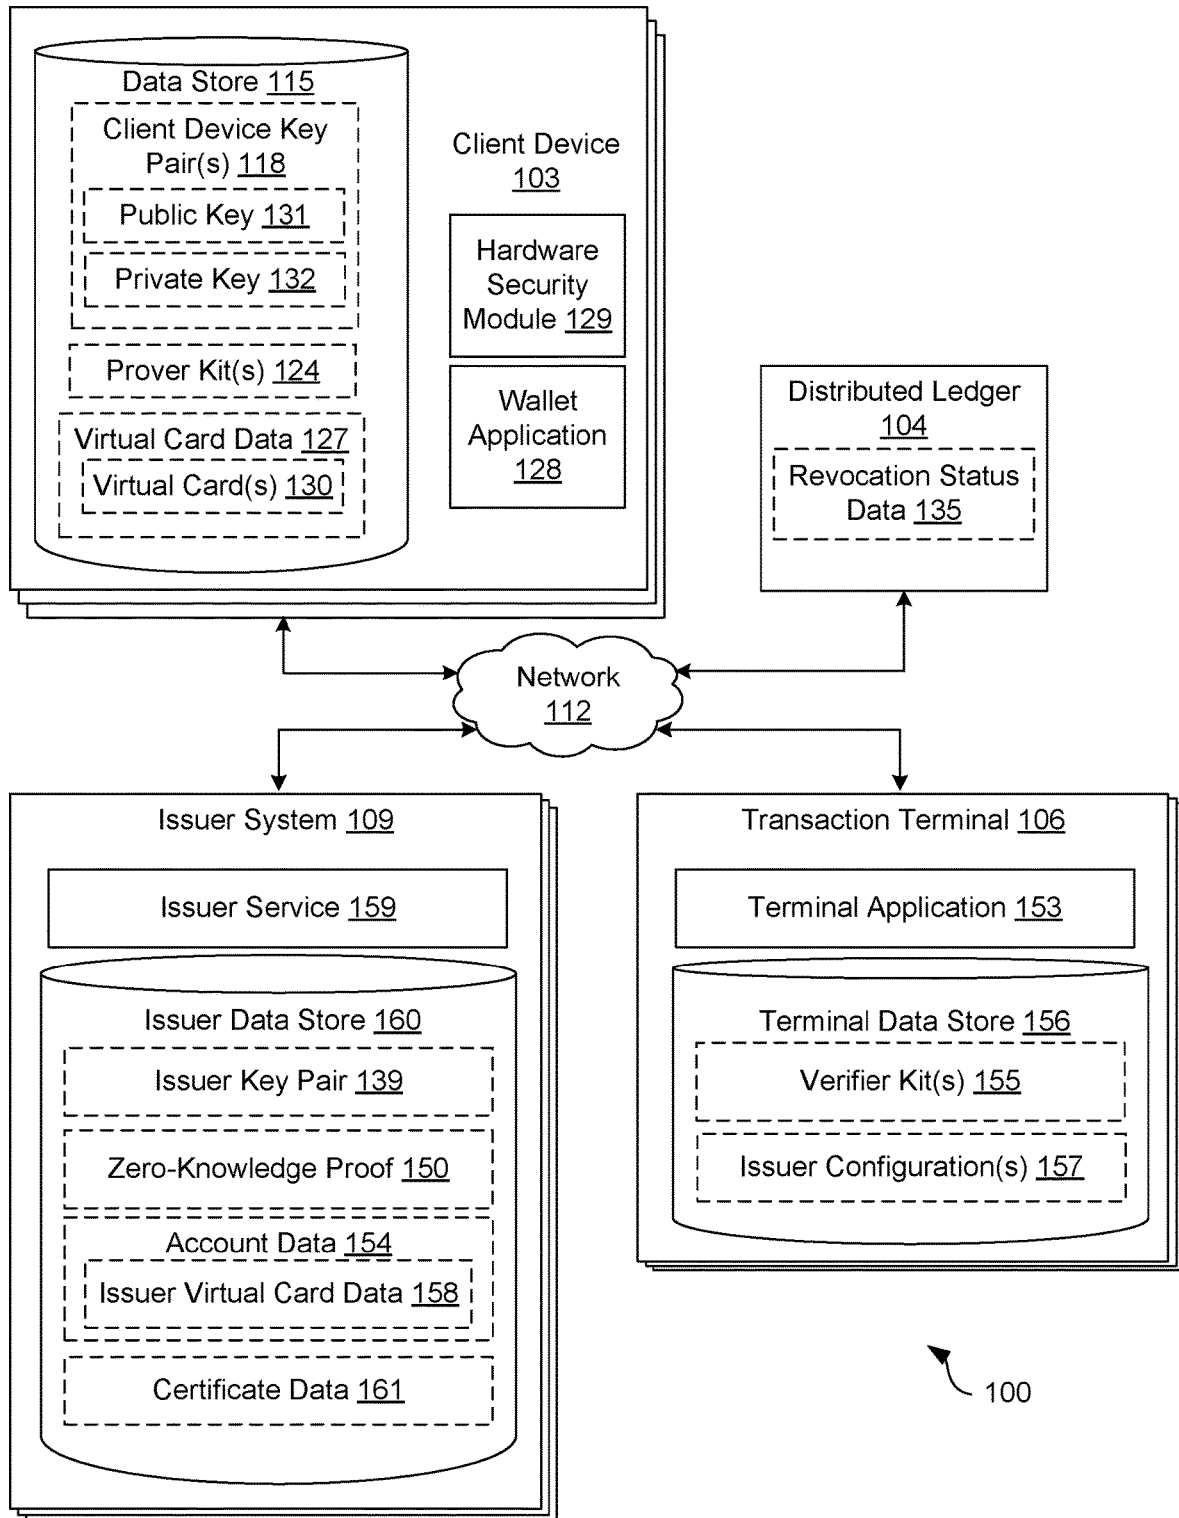 Data Store 115
Client Device Key
Pair(s) 118
Public Key 131
Private Key 132
Prover Kit(s) 124
Virtual Card Data 127
Virtual Card(s) 130
Client Device
103
Hardware
Security
Module 129
Wallet
Application
128
Distributed Ledger
104
Revocation Status
Data 135
Network
112
Issuer System 109
Issuer Service 159
Issuer Data Store 160
Issuer Key Pair 139
Zero-Knowledge Proof 150
Account Data 154
Issuer Virtual Card Data 158
Certificate Data 161
Transaction Terminal 106
Terminal Application 153
Terminal Data Store 156
Verifier Kit(s) 155
Issuer Configuration(s) 157
100